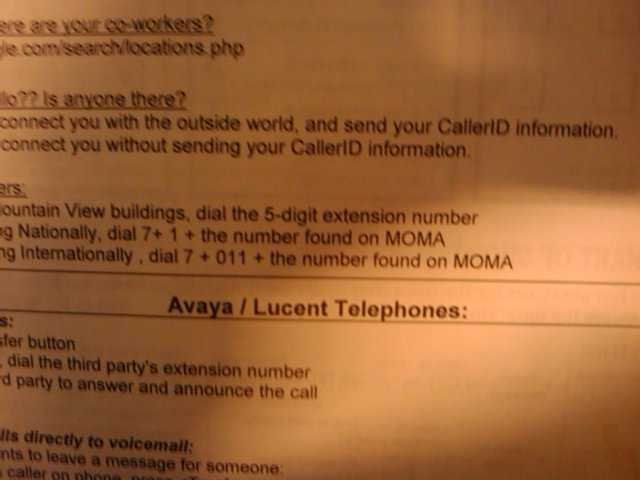 ere are your co-workers?
gle.com/search/locations.php
llo?? Is anyone there?
connect you with the outside world, and send your CallerID information.
connect you without sending your CallerID information.
ers:
ountain View buildings, dial the 5-digit extension number
ng Nationally, dial 7+ 1 + the number found on MOMA
ng Internationally , dial 7 + 011 + the number found on MOMA
Avaya / Lucent Telephones:
s:
sfer button
, dial the third party's extension number
rd party to answer and announce the call
lls directly to voicemail:
nts to leave a message for someone:
caller on phone, press